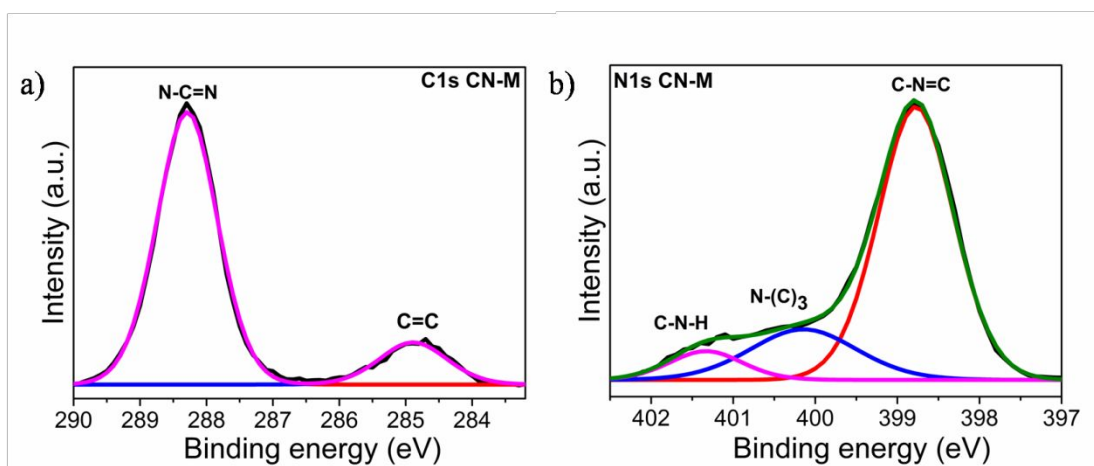 a)
C1s CN-M
N-C=N
C=C
Intensity (a.u.)
290 289 288 287 286 285 284
Binding energy (eV)
b)
N1s CN-M
C-N=C
N-(C)₃
C-N-H
Intensity (a.u.)
402 401 400 399 398 397
Binding energy (eV)